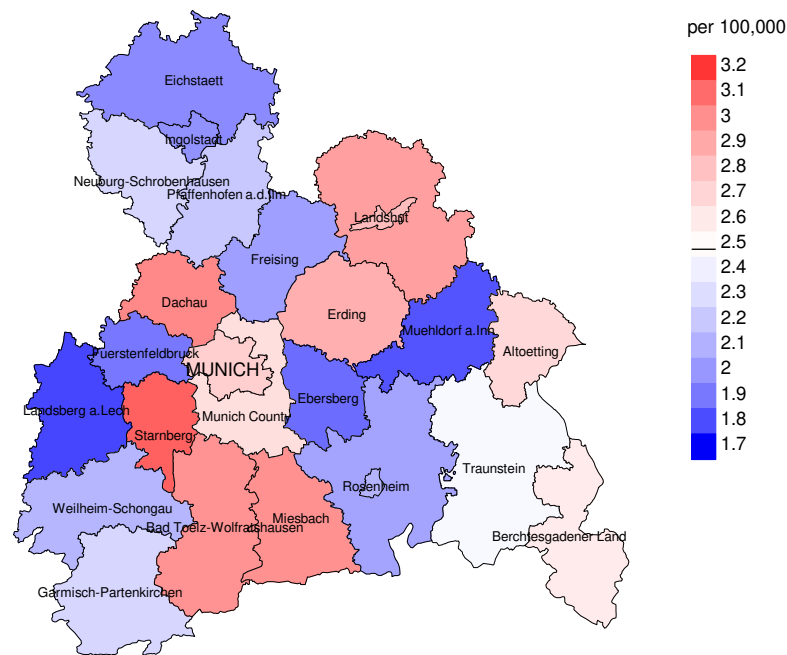 per 100,000
3.2
3.1
3
2.9
2.8
2.7
2.6
2.5
2.4
2.3
2.2
2.1
2
1.9
1.8
1.7
Eichstaett
Ingolstadt
Neuburg-Schrobenhausen
Pfaffenhofen a.d.Ilm
Landshut
Freising
Dachau
Erding
Muehldorf a.Inn
Altoetting
Fuerstenfeldbruck
MUNICH
Ebersberg
Landsberg a.Lech
Munich County
Starnberg
Traunstein
Rosenheim
Weilheim-Schongau
Miesbach
Bad Toelz-Wolfratshausen
Berchtesgadener Land
Garmisch-Partenkirchen